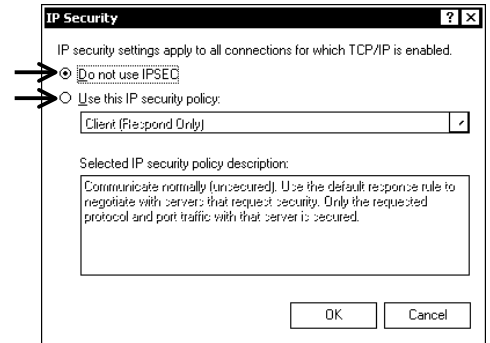 IP Security
IP security settings apply to all connections for which TCP/IP is enabled.
Do not use IPSEC
Use this IP security policy:
Client (Respond Only)
Selected IP security policy description:
Communicate normally (unsecured). Use the default response rule to
negotiate with servers that request security. Only the requested
protocol and port traffic with that server is secured.
OK Cancel